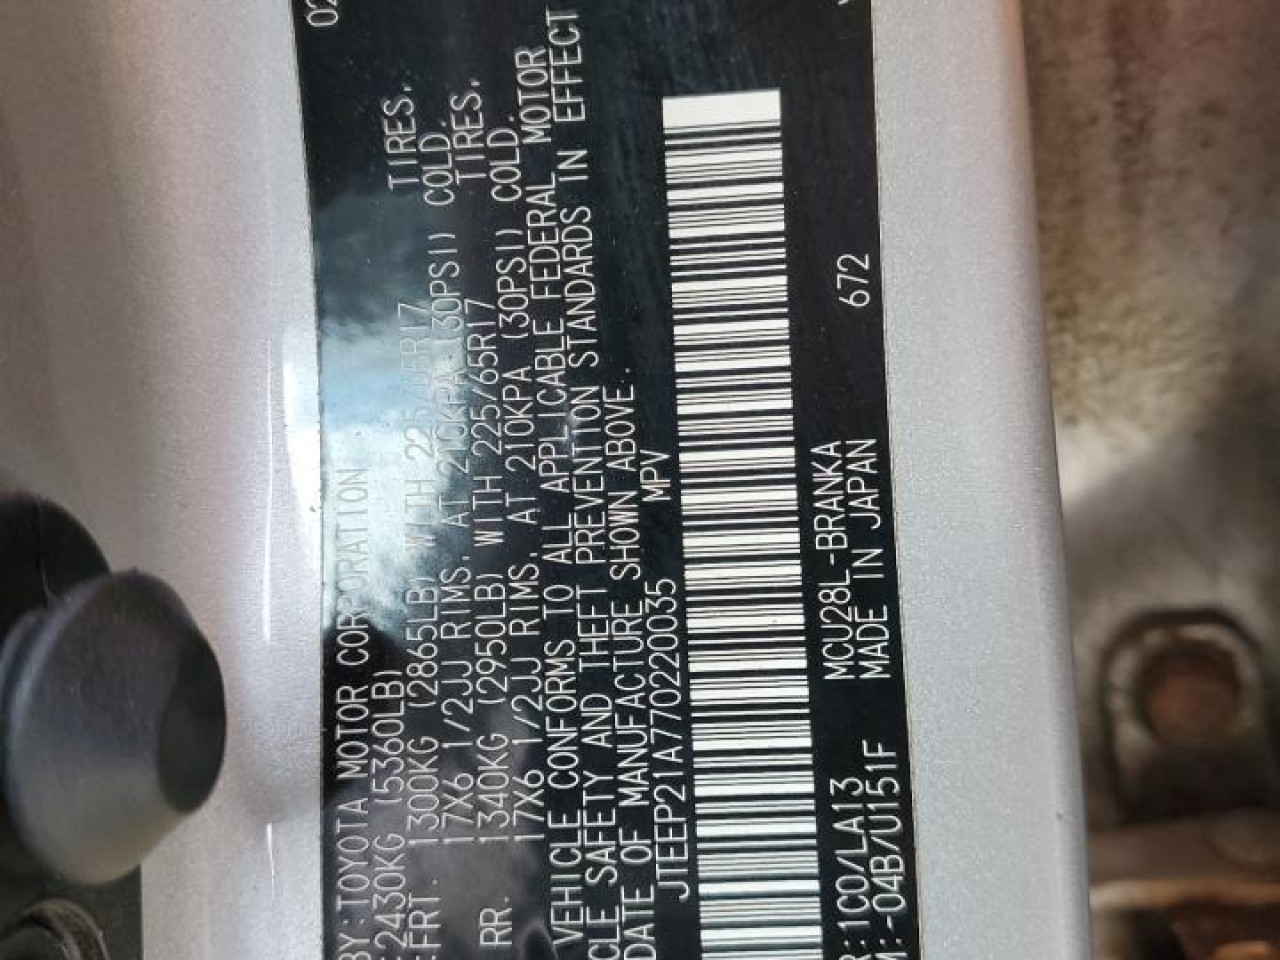 02
BY:TOYOTA MOTOR CORPORATION
:2430KG (5360LB)
:FRT. 1300KG (2865LB) WITH 225/65R17 TIRES.
17X6 1/2JJ RIMS. AT 210KPA (30PSI) COLD.
RR. 1340KG (2950LB) WITH 225/65R17 TIRES.
17X6 1/2JJ RIMS. AT 210KPA (30PSI) COLD.
VEHICLE CONFORMS TO ALL APPLICABLE FEDERAL MOTOR
CLE SAFETY AND THEFT PREVENTION STANDARDS IN EFFECT
DATE OF MANUFACTURE SHOWN ABOVE.
JTEEP21A770220035 MPV
R:1C0/LA13 MCU28L-BRANKA 672
M:-04B/U151F MADE IN JAPAN